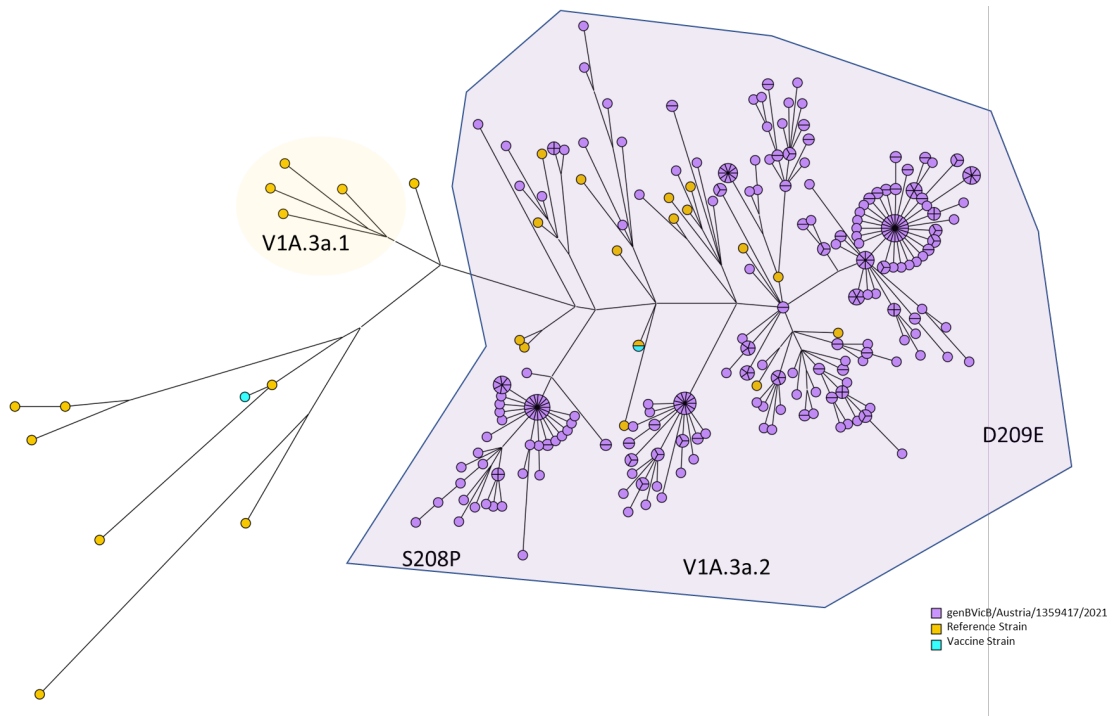 V1A.3a.1
D209E
S208P
V1A.3a.2
genBVicB/Austria/1359417/2021
Reference Strain
Vaccine Strain